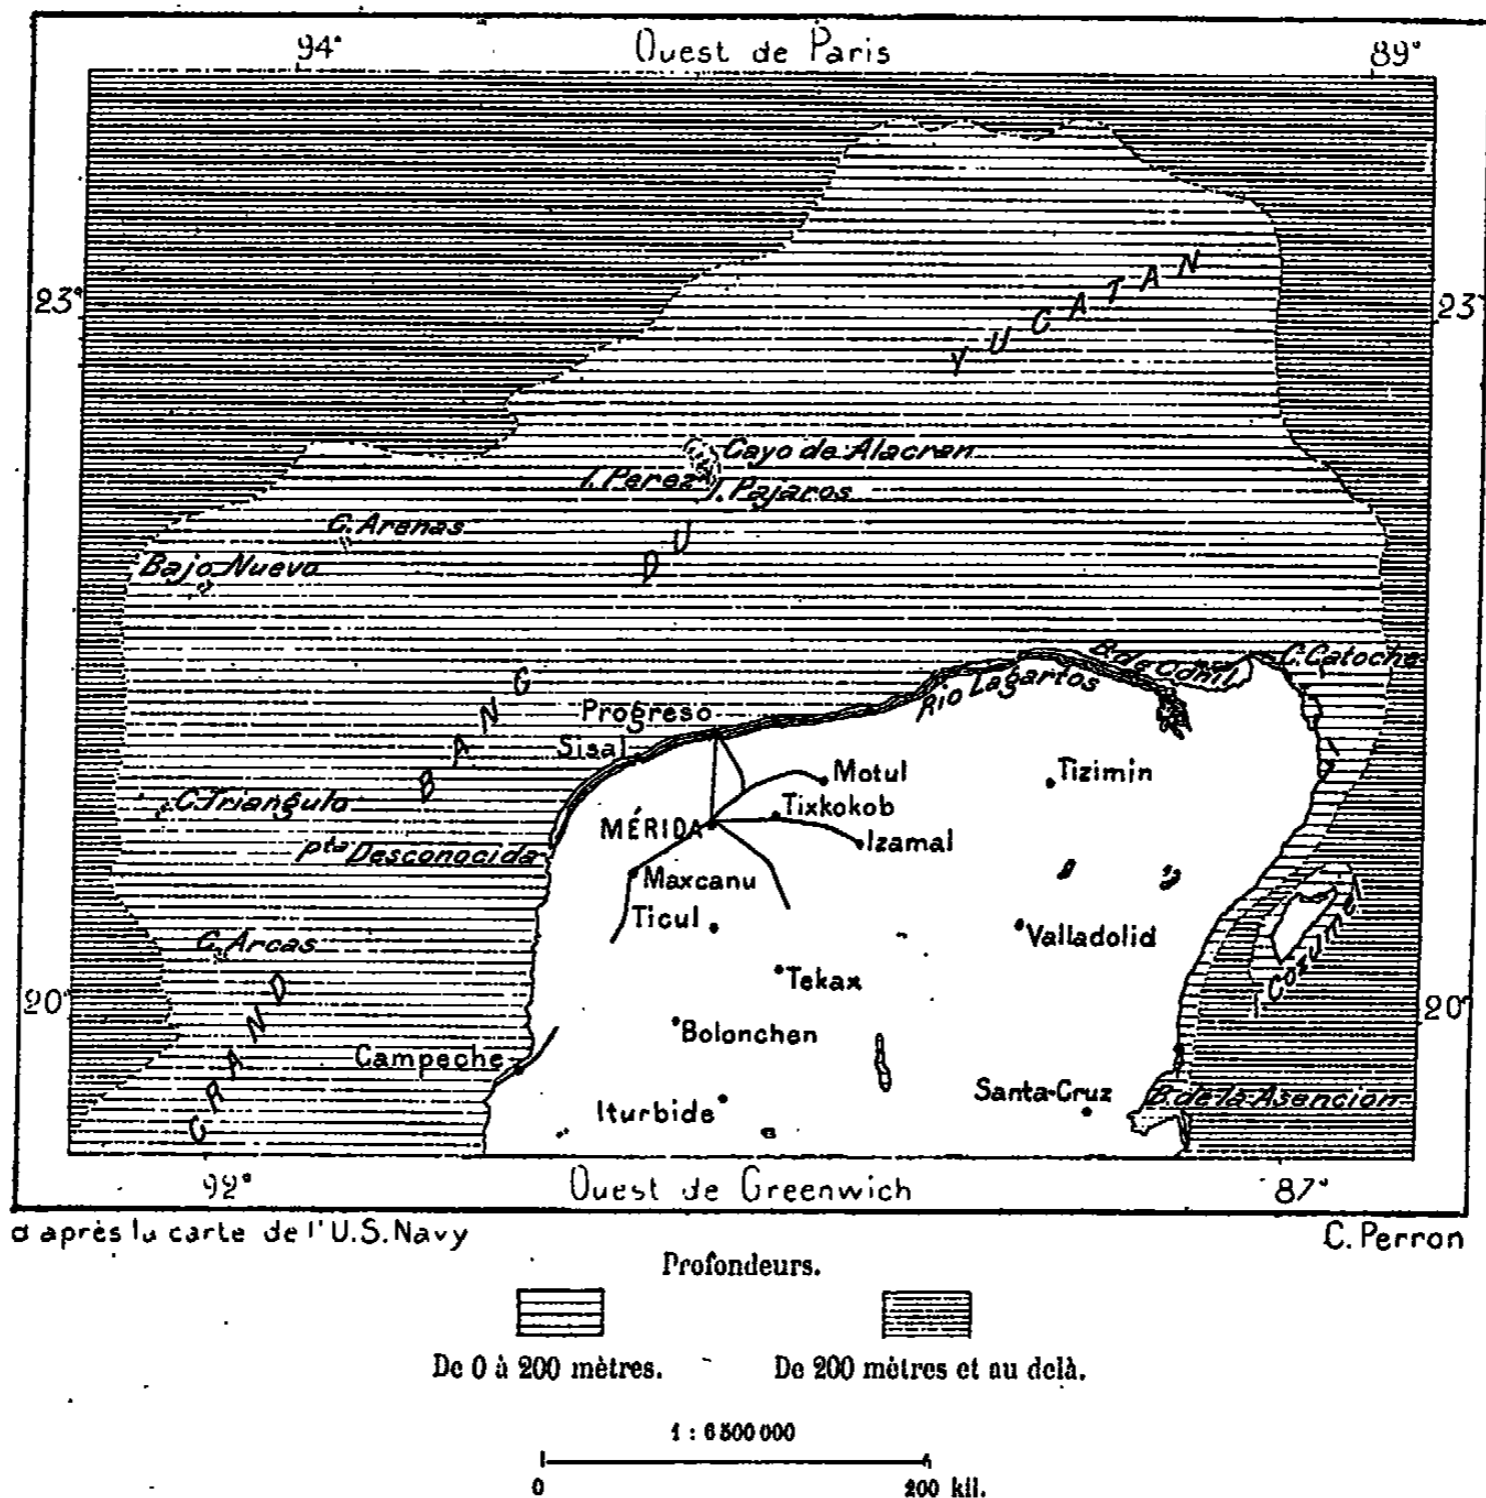 94°
Ouest de Paris
89°
23°
YUCATAN
23
Cayo de Alacran
I. Perez
I. Pajaros
C. Arenas
DU
Bajo Nuevo
B. de Conil
C. Catoche
BANC
Rio Lagartos
Progreso
Sisal
Motul
Tizimin
C. Triangulo
Tixkokob
MÉRIDA
Izamal
Pta Desconocida
Maxcanu
Ticul
Valladolid
C. Arcas
Tekax
I. Cozumel
20°
GRAND
20°
Bolonchen
Campeche
Santa-Cruz
B. de la Asencion
Iturbide
92°
Ouest de Greenwich
87°
d après la carte de l'U.S. Navy
C. Perron
Profondeurs.
De 0 à 200 mètres.
De 200 mètres et au delà.
1 : 6 500 000
0
200 kil.